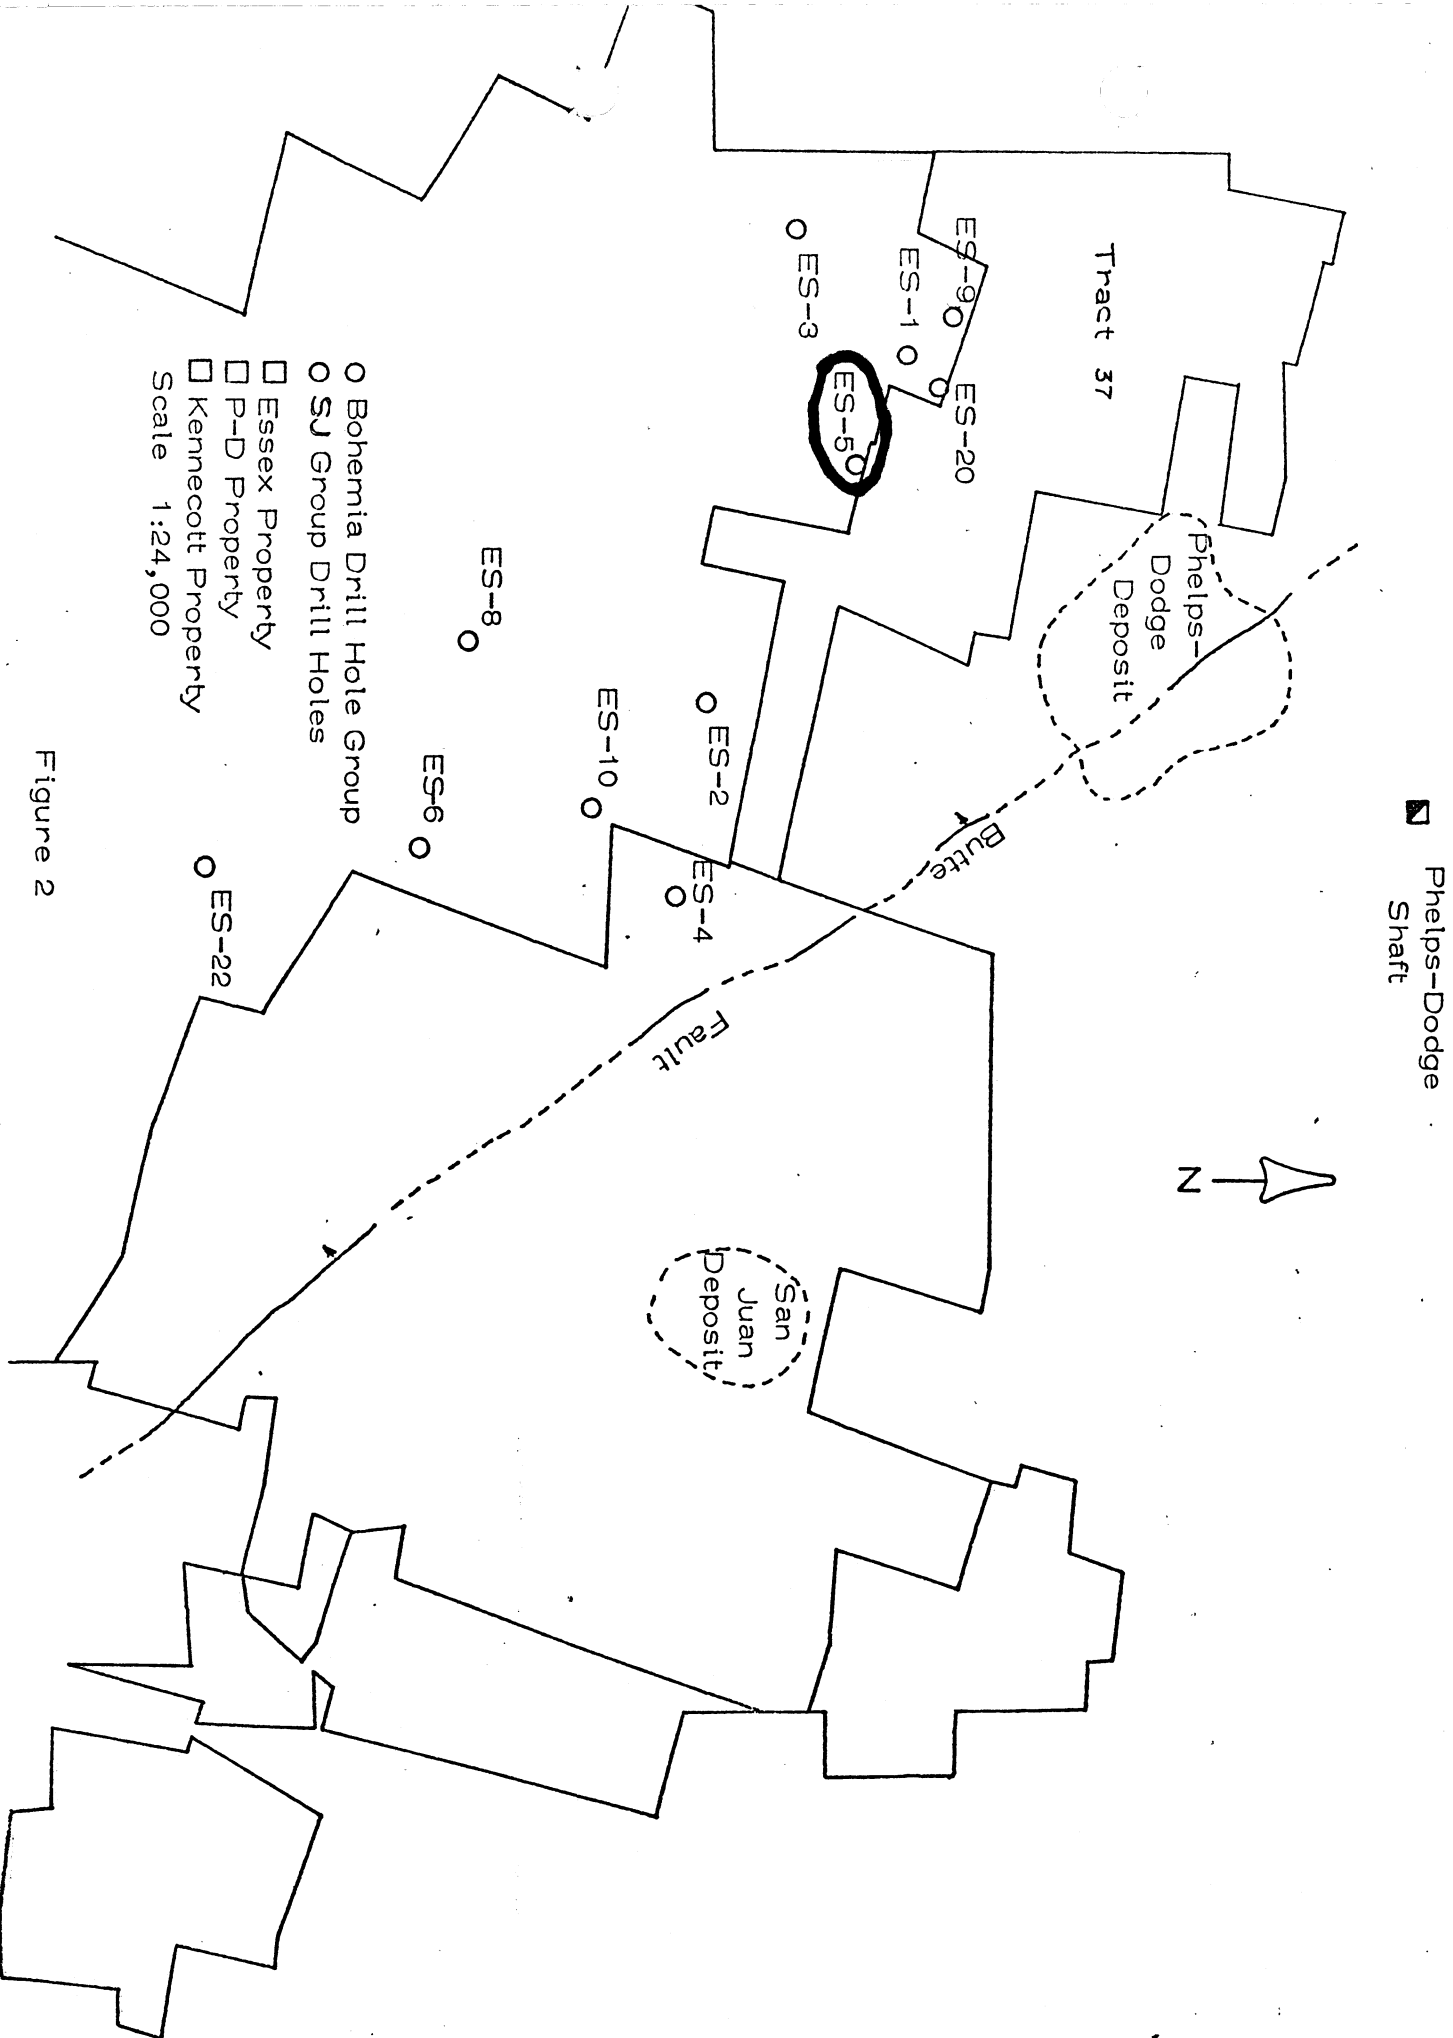 Phelps-Dodge
Shaft
N
Tract 37
Phelps-
Dodge
Deposit
ES-9
ES-1
ES-20
ES-3
ES-5
Butte
Fault
San
Juan
Deposit
ES-2
ES-4
ES-10
ES-8
ES-6
ES-22
Bohemia Drill Hole Group
SJ Group Drill Holes
Essex Property
P-D Property
Kennecott Property
Scale 1:24,000
Figure 2